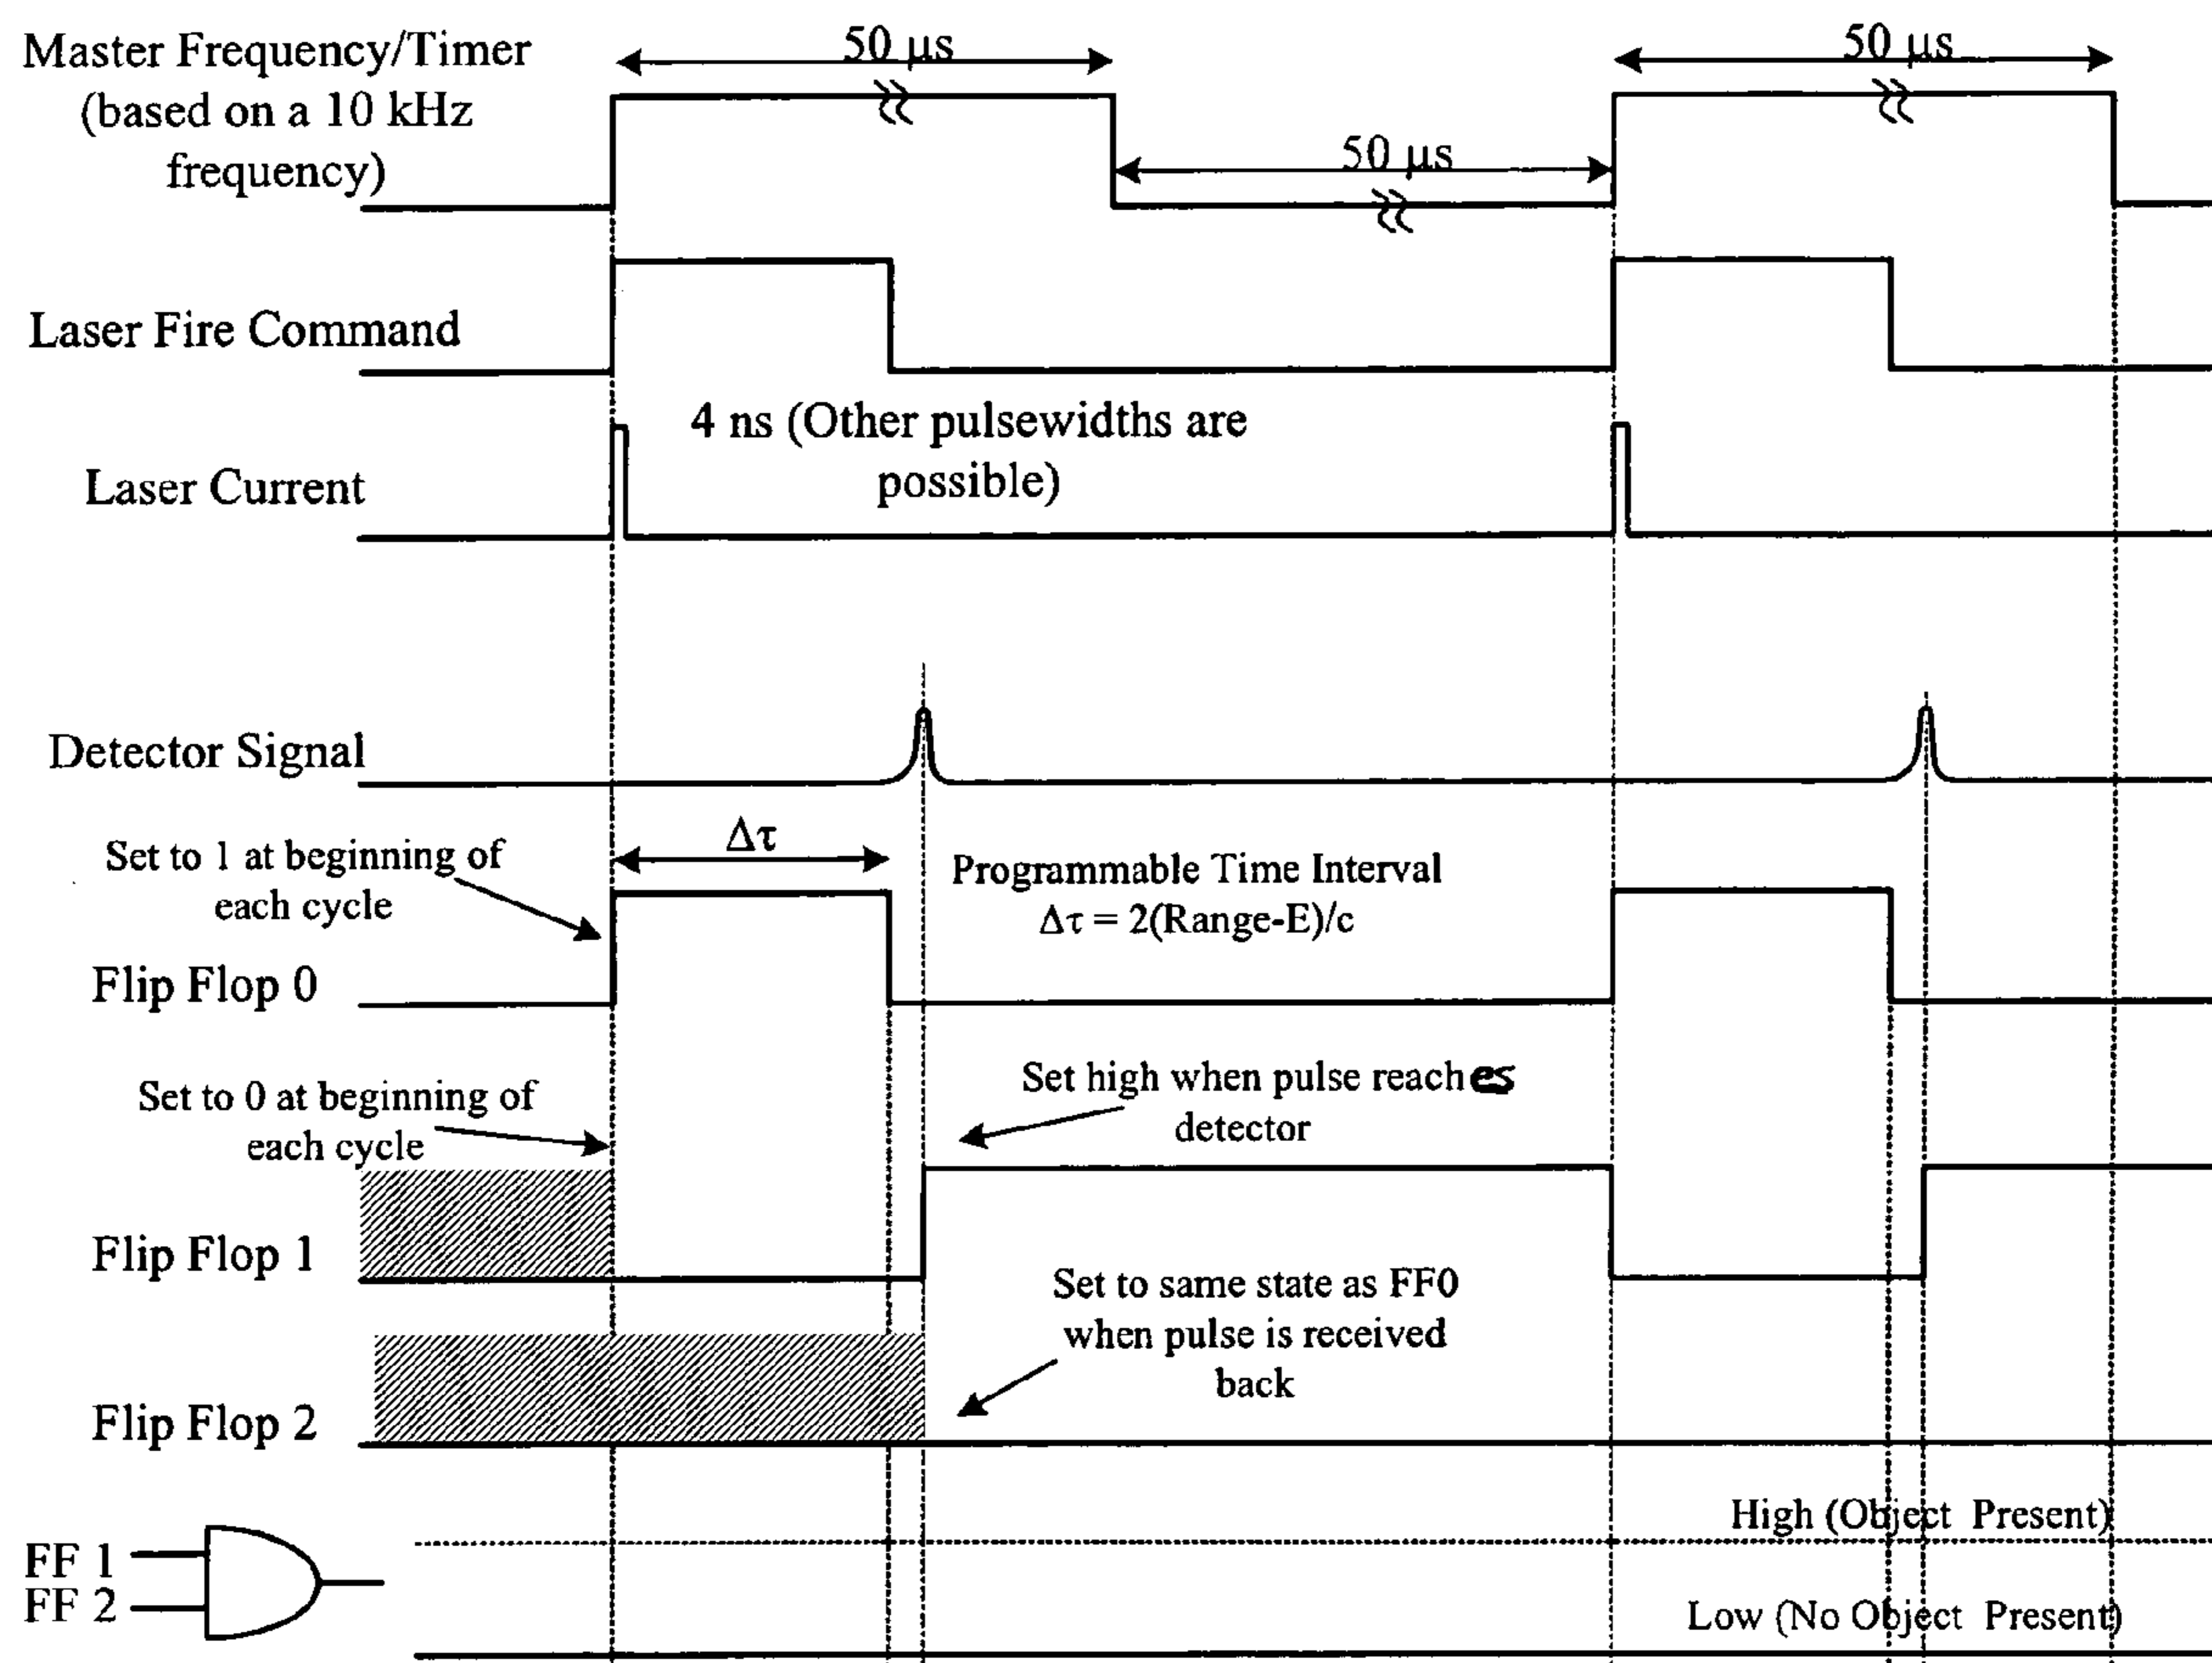 Master Frequency/Timer
(based on a 10 kHz
frequency)
50 μs
50 μs
50 μs
Laser Fire Command
4 ns (Other pulsewidths are
possible)
Laser Current
Detector Signal
Set to 1 at beginning of
each cycle
Δτ
Programmable Time Interval
Δτ = 2(Range-E)/c
Flip Flop 0
Set to 0 at beginning of
each cycle
Set high when pulse reaches
detector
Flip Flop 1
Set to same state as FF0
when pulse is received
back
Flip Flop 2
High (Object Present)
FF 1
FF 2
Low (No Object Present)